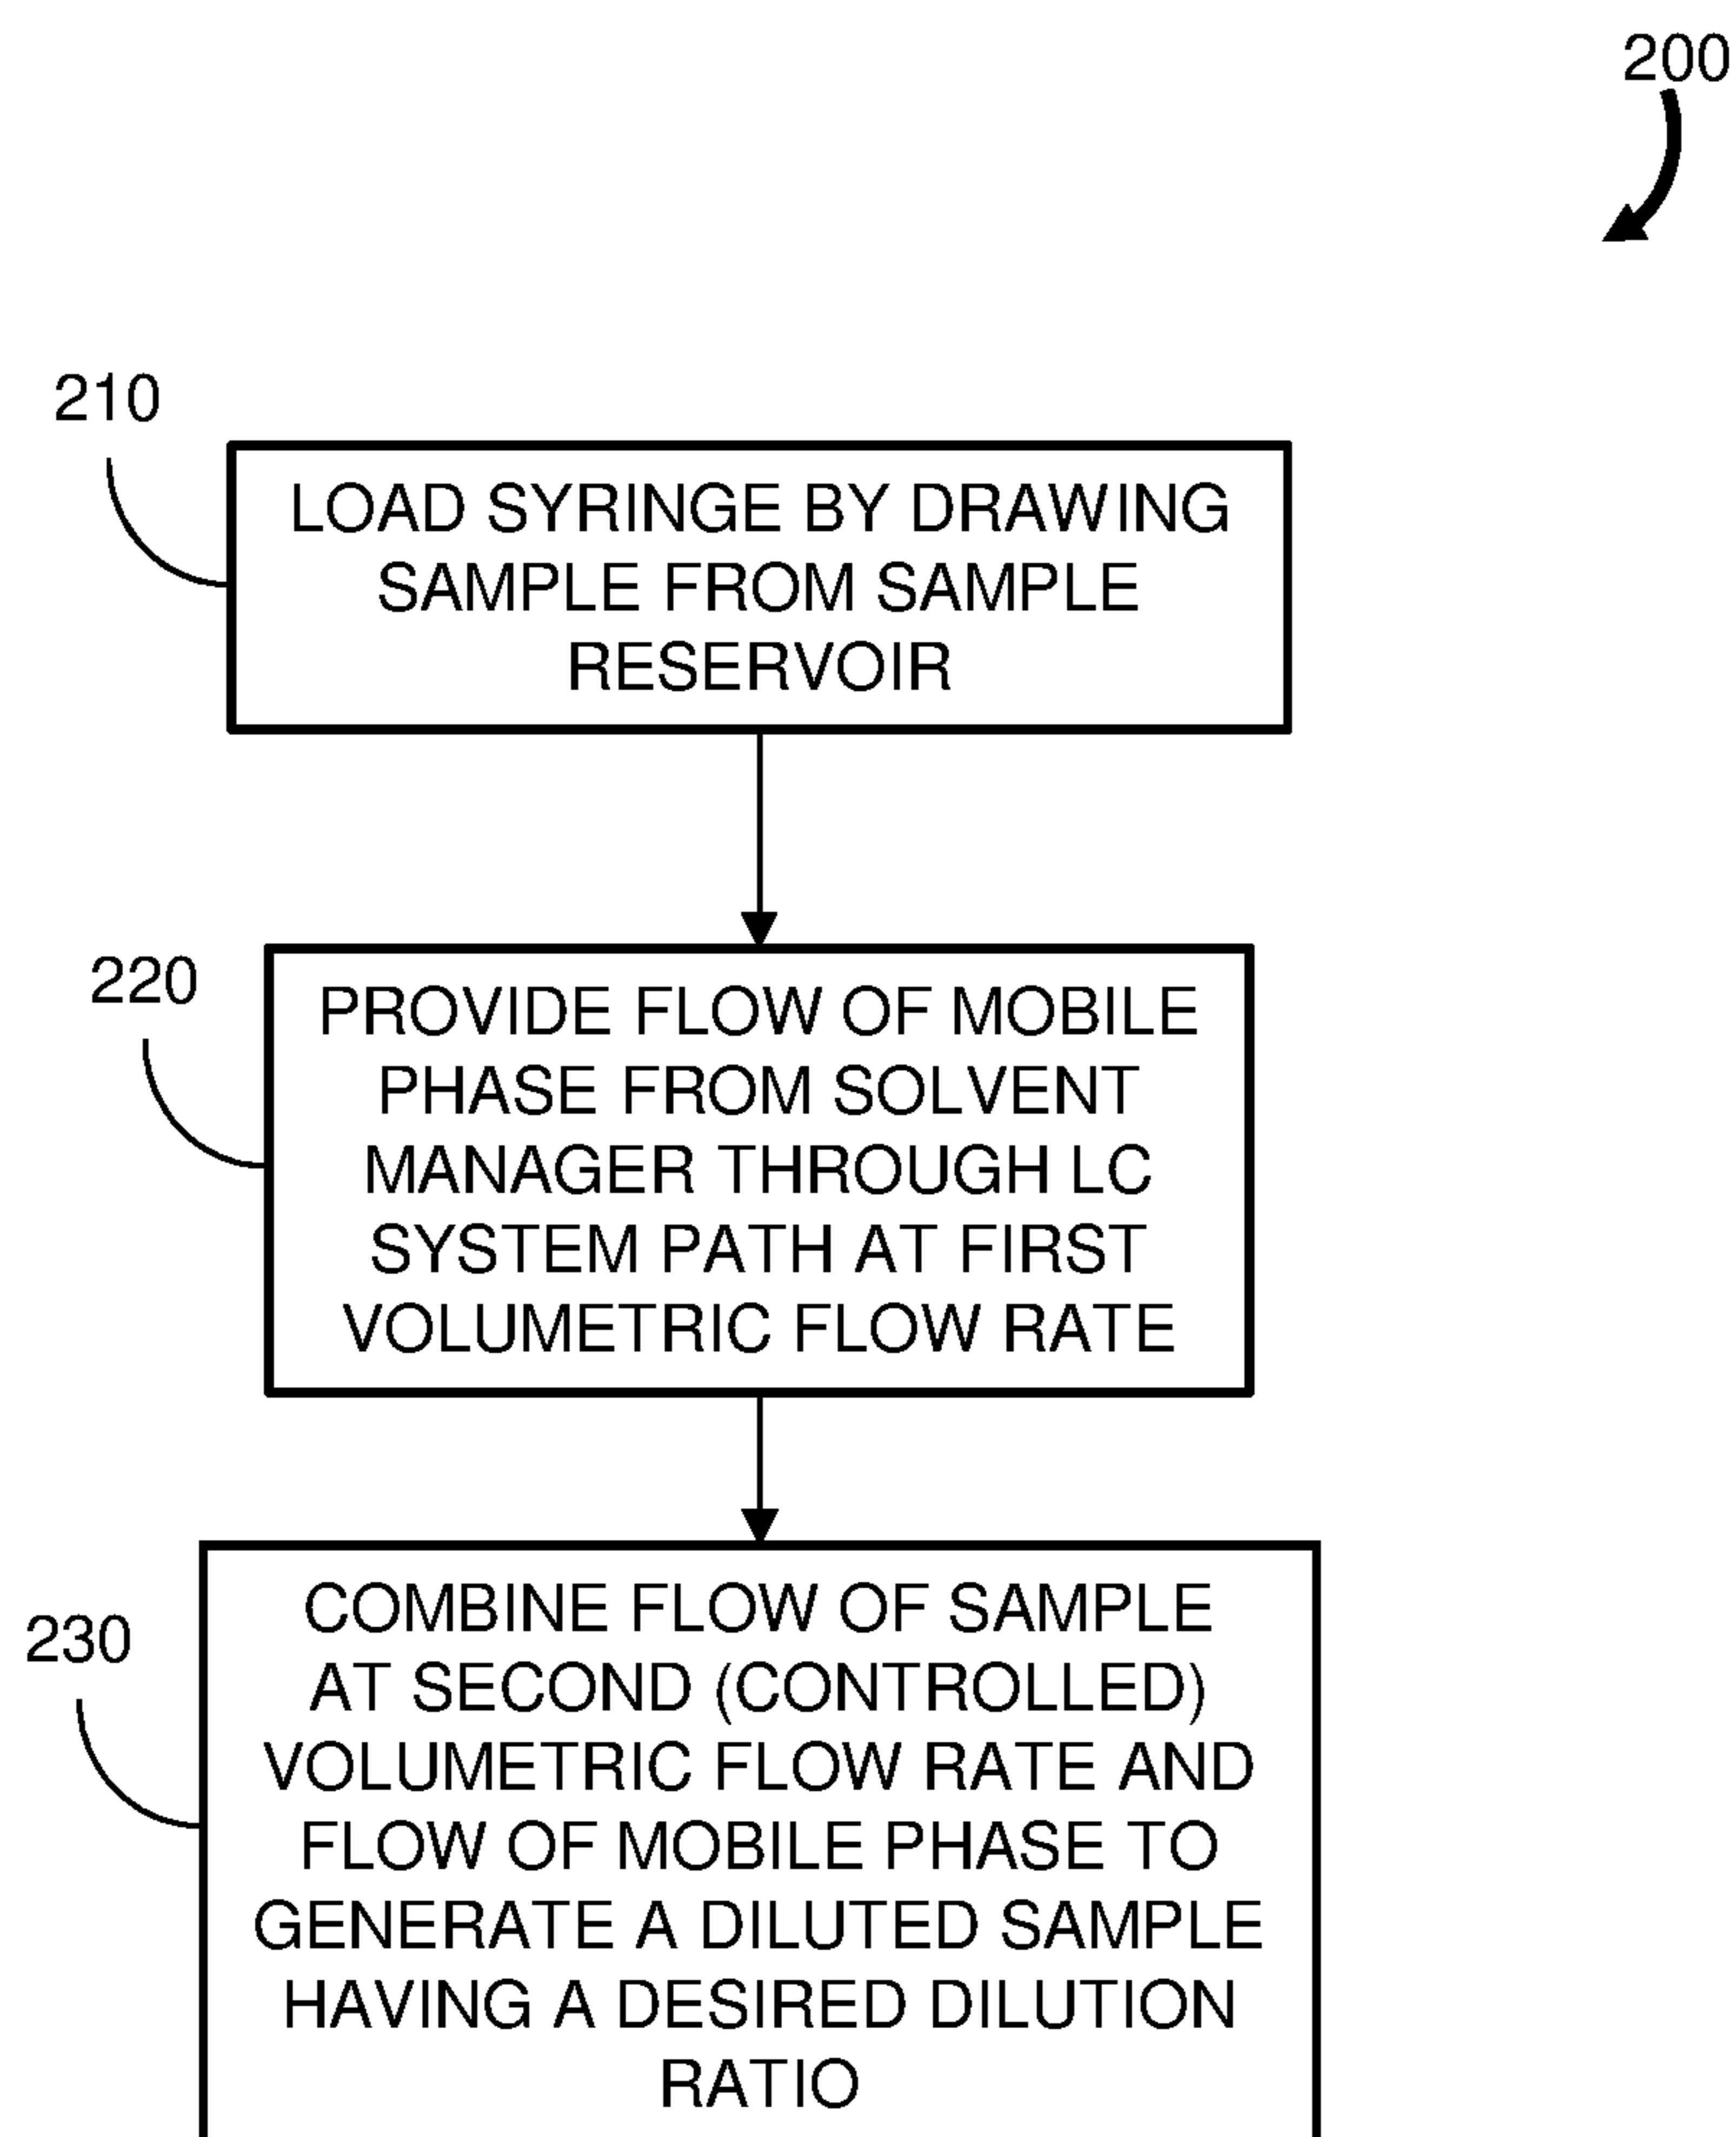 200
210
LOAD SYRINGE BY DRAWING
SAMPLE FROM SAMPLE
RESERVOIR
220
PROVIDE FLOW OF MOBILE
PHASE FROM SOLVENT
MANAGER THROUGH LC
SYSTEM PATH AT FIRST
VOLUMETRIC FLOW RATE
230
COMBINE FLOW OF SAMPLE
AT SECOND (CONTROLLED)
VOLUMETRIC FLOW RATE AND
FLOW OF MOBILE PHASE TO
GENERATE A DILUTED SAMPLE
HAVING A DESIRED DILUTION
RATIO